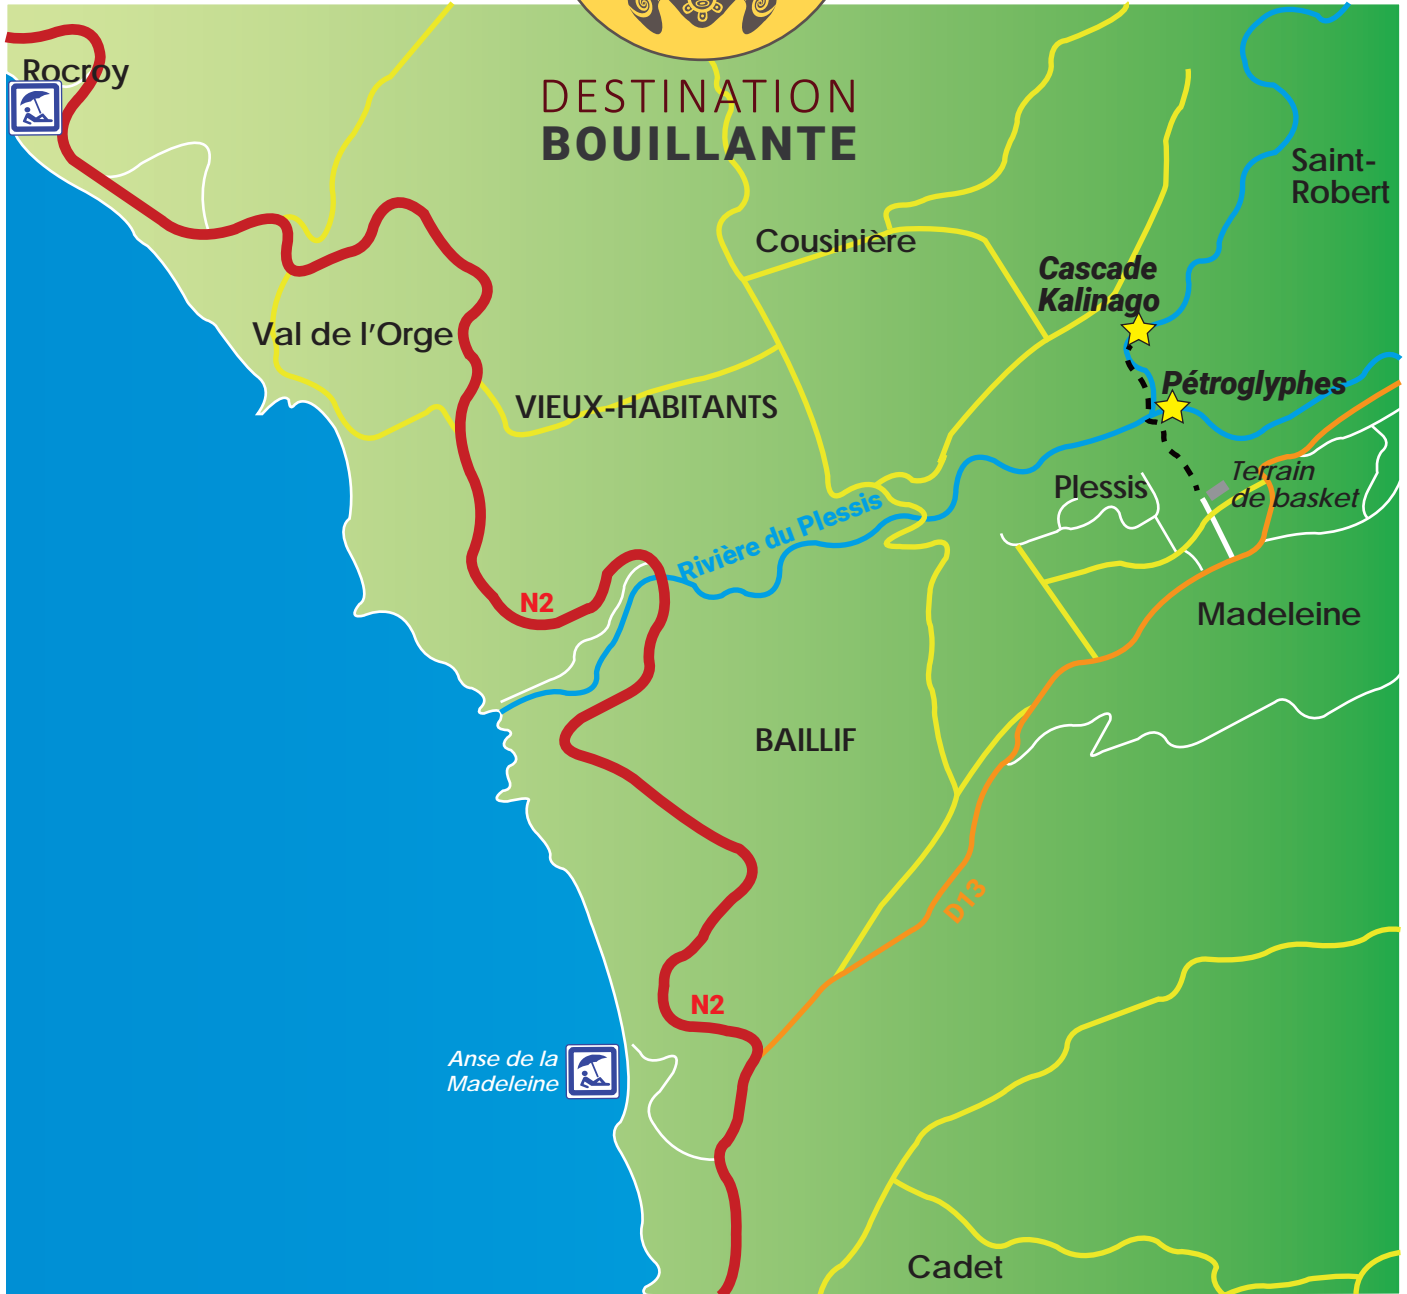 Rocroy
DESTINATION
BOUILLANTE
Saint-
Robert
Cousinière
Cascade
Kalinago
Val de l'Orge
Pétroglyphes
VIEUX-HABITANTS
Terrain
de basket
Plessis
Rivière du Plessis
N2
Madeleine
BAILLIF
D13
N2
Anse de la
Madeleine
Cadet